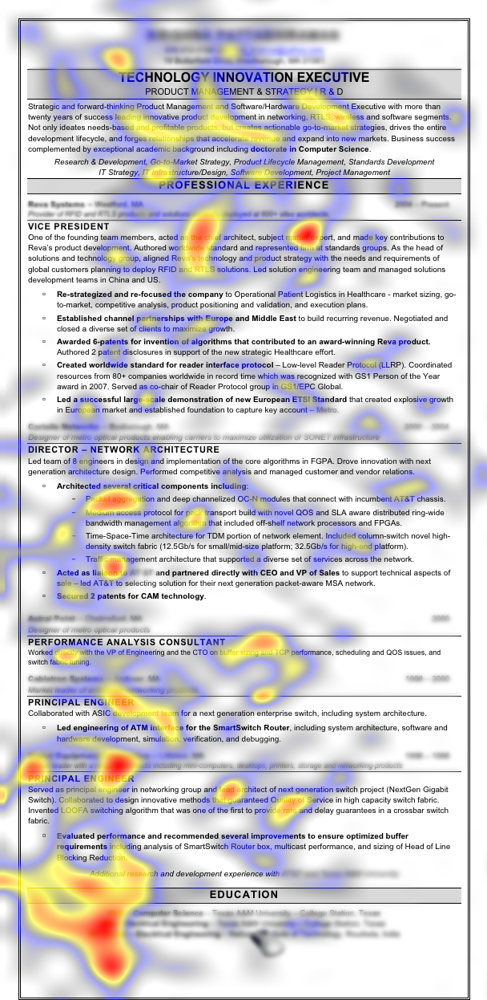 TECHNOLOGY INNOVATION EXECUTIVE
PRODUCT MANAGEMENT & STRATEGY | R & D
Strategic and forward-thinking Product Management and Software/Hardware Development Executive with more than
twenty years of success leading innovative product development in networking, RTLS, wireless and software segments.
Not only ideates needs-based and profitable products, but creates actionable go-to-market strategies, drives the entire
development lifecycle, and forges relationships that accelerate revenue and expand into new markets. Business success
complemented by exceptional academic background including doctorate in Computer Science.
Research & Development, Go-to-Market Strategy, Product Lifecycle Management, Standards Development
IT Strategy, IT Infrastructure/Design, Software Development, Project Management
PROFESSIONAL EXPERIENCE
Reva Systems – Westford, MA 2004 – Present
Provider of RFID and RTLS products and solutions deployed at 600+ sites worldwide.
VICE PRESIDENT
One of the founding team members, acted as the chief architect, subject matter expert, and made key contributions to
Reva's product development. Authored worldwide standard and represented firm at standards groups. As the head of
solutions and technology group, aligned Reva's technology and product strategy with the needs and requirements of
global customers planning to deploy RFID and RTLS solutions. Led solution engineering team and managed solutions
development teams in China and US.
▫ Re-strategized and re-focused the company to Operational Patient Logistics in Healthcare - market sizing, go-
to-market, competitive analysis, product positioning and validation, and execution plans.
▫ Established channel partnerships with Europe and Middle East to build recurring revenue. Negotiated and
closed a diverse set of clients to maximize growth.
▫ Awarded 6-patents for invention of algorithms that contributed to an award-winning Reva product.
Authored 2 patent disclosures in support of the new strategic Healthcare effort.
▫ Created worldwide standard for reader interface protocol – Low-level Reader Protocol (LLRP). Coordinated
resources from 80+ companies worldwide in record time which was recognized with GS1 Person of the Year
award in 2007. Served as co-chair of Reader Protocol group in GS1/EPC Global.
▫ Led a successful large-scale demonstration of new European ETSI Standard that created explosive growth
in European market and established foundation to capture key account – Metro.
2000 – 2004
Designer of metro optical products enabling carriers to maximize utilization of SONET infrastructure
DIRECTOR – NETWORK ARCHITECTURE
Led team of 8 engineers in design and implementation of the core algorithms in FGPA. Drove innovation with next
generation architecture design. Performed competitive analysis and managed customer and vendor relations.
▫ Architected several critical components including:
– Packet aggregation and deep channelized OC-N modules that connect with incumbent AT&T chassis.
– Medium access protocol for pack transport build with novel QOS and SLA aware distributed ring-wide
bandwidth management algorithm that included off-shelf network processors and FPGAs.
– Time-Space-Time architecture for TDM portion of network element. Included column-switch novel high-
density switch fabric (12.5Gb/s for small/mid-size platform; 32.5Gb/s for high-end platform).
– Traffic management architecture that supported a diverse set of services across the network.
▫ Acted as liaison to and partnered directly with CEO and VP of Sales to support technical aspects of
sale – led AT&T to selecting solution for their next generation packet-aware MSA network.
▫ Secured 2 patents for CAM technology.
2000
Designer of metro optical products
PERFORMANCE ANALYSIS CONSULTANT
Worked directly with the VP of Engineering and the CTO on buffer sizing and TCP performance, scheduling and QOS issues, and
switch fabric tuning.
Cabletron Systems – Andover, MA 1998 – 2000
Market leader of enterprise networking products.
PRINCIPAL ENGINEER
Collaborated with ASIC development team for a next generation enterprise switch, including system architecture.
▫ Led engineering of ATM interface for the SmartSwitch Router, including system architecture, software and
hardware development, simulation, verification, and debugging.
1996 – 1998
leader with products including mini-computers, desktops, printers, storage and networking products
PRINCIPAL ENGINEER
Served as principal engineer in networking group and lead architect of next generation switch project (NextGen Gigabit
Switch). Collaborated to design innovative methods that guaranteed Quality of Service in high capacity switch fabric.
Invented LOOFA switching algorithm that was one of the first to provide rate and delay guarantees in a crossbar switch
fabric.
▫ Evaluated performance and recommended several improvements to ensure optimized buffer
requirements including analysis of SmartSwitch Router box, multicast performance, and sizing of Head of Line
Blocking Reduction.
Additional research and development experience with
EDUCATION
Computer Science – Texas A&M University – College Station, Texas
Electrical Engineering – Texas A&M University – College Station, Texas
Electrical Engineering – of Technology, Rourkela, India